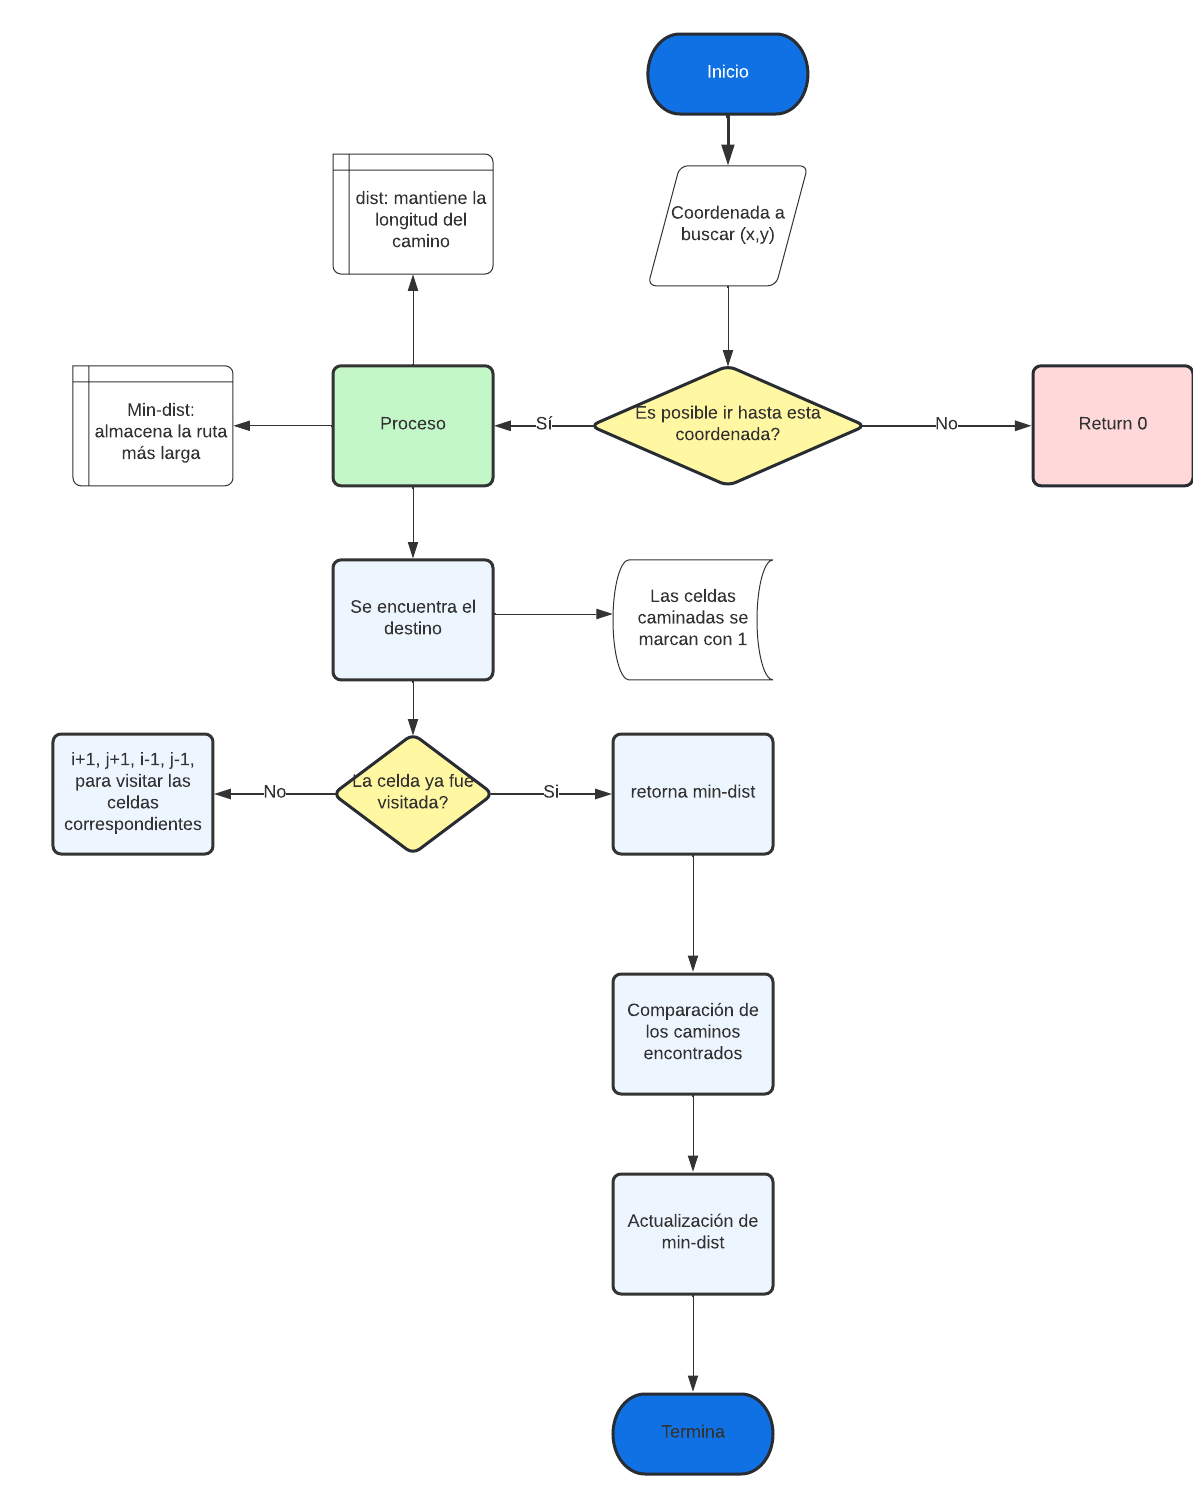 Inicio
dist: mantiene la
longitud del
camino
Coordenada a
buscar (x,y)
Min-dist:
almacena la ruta
más larga
Proceso
Sí
Es posible ir hasta esta
coordenada?
No
Return 0
Se encuentra el
destino
Las celdas
caminadas se
marcan con 1
i+1, j+1, i-1, j-1,
para visitar las
celdas
correspondientes
No
La celda ya fue
visitada?
Si
retorna min-dist
Comparación de
los caminos
encontrados
Actualización de
min-dist
Termina